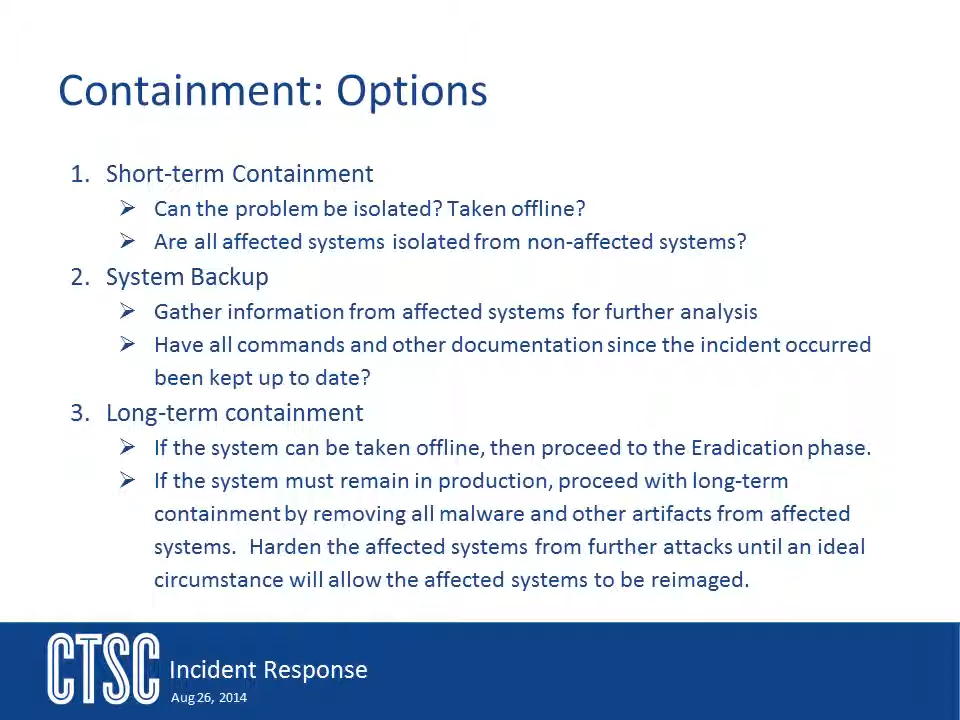 Containment: Options
1. Short-term Containment
➢ Can the problem be isolated? Taken offline?
➢ Are all affected systems isolated from non-affected systems?
2. System Backup
➢ Gather information from affected systems for further analysis
➢ Have all commands and other documentation since the incident occurred
been kept up to date?
3. Long-term containment
➢ If the system can be taken offline, then proceed to the Eradication phase.
➢ If the system must remain in production, proceed with long-term
containment by removing all malware and other artifacts from affected
systems.  Harden the affected systems from further attacks until an ideal
circumstance will allow the affected systems to be reimaged.
CTSC
Incident Response
Aug 26, 2014